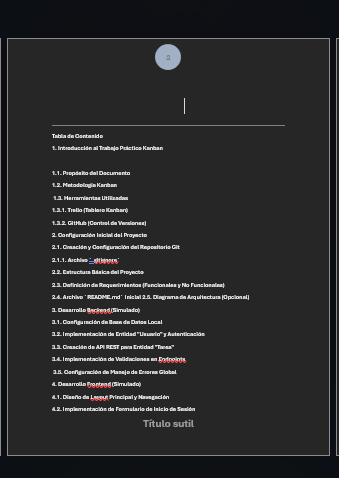 3
Tabla de Contenido
1. Introducción al Trabajo Práctico Kanban
1.1. Propósito del Documento
1.2. Metodología Kanban
1.3. Herramientas Utilizadas
1.3.1. Trello (Tablero Kanban)
1.3.2. GitHub (Control de Versiones)
2. Configuración Inicial del Proyecto
2.1. Creación y Configuración del Repositorio Git
2.1.1. Archivo `.gitignore`
2.2. Estructura Básica del Proyecto
2.3. Definición de Requerimientos (Funcionales y No Funcionales)
2.4. Archivo `README.md` Inicial 2.5. Diagrama de Arquitectura (Opcional)
3. Desarrollo Backend (Simulado)
3.1. Configuración de Base de Datos Local
3.2. Implementación de Entidad "Usuario" y Autenticación
3.3. Creación de API REST para Entidad "Tarea"
3.4. Implementación de Validaciones en Endpoints
3.5. Configuración de Manejo de Errores Global
4. Desarrollo Frontend (Simulado)
4.1. Diseño de Layout Principal y Navegación
4.2. Implementación de Formulario de Inicio de Sesión
Título sutil